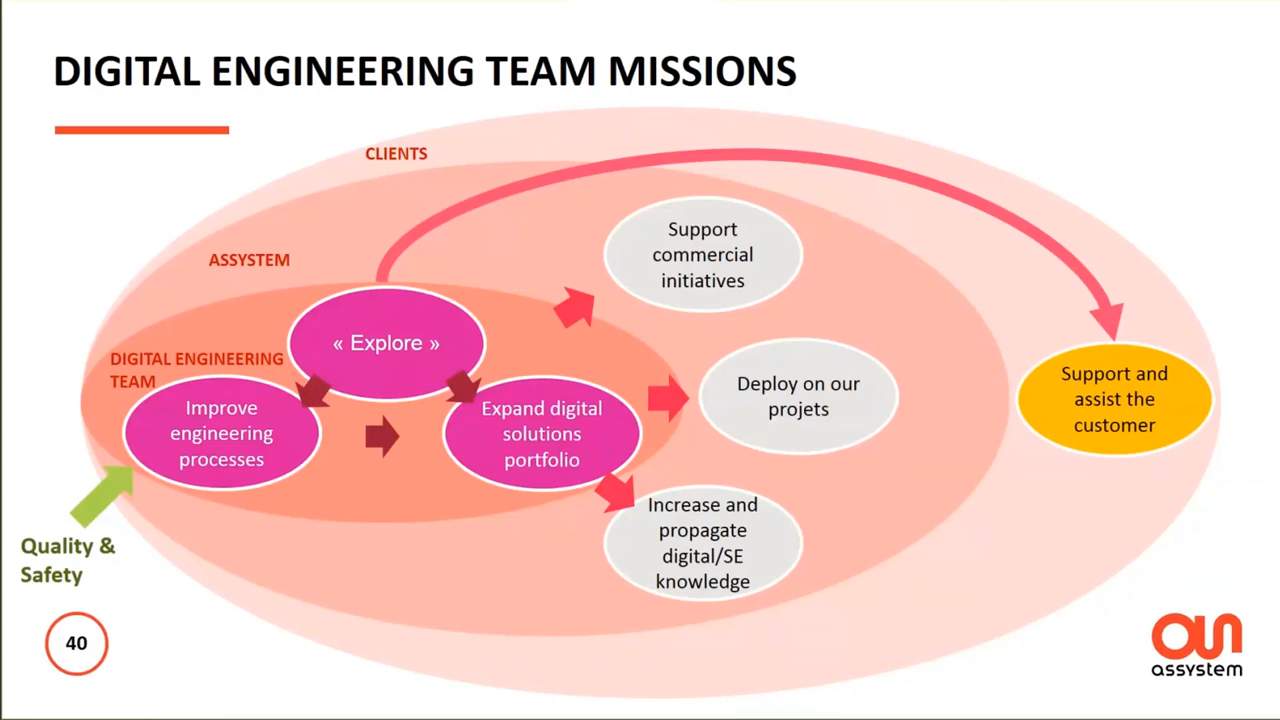 DIGITAL ENGINEERING TEAM MISSIONS
CLIENTS
ASSYSTEM
DIGITAL ENGINEERING
TEAM
« Explore »
Improve
engineering
processes
Expand digital
solutions
portfolio
Support
commercial
initiatives
Deploy on our
projets
Increase and
propagate
digital/SE
knowledge
Support and
assist the
customer
Quality &
Safety
40
assystem